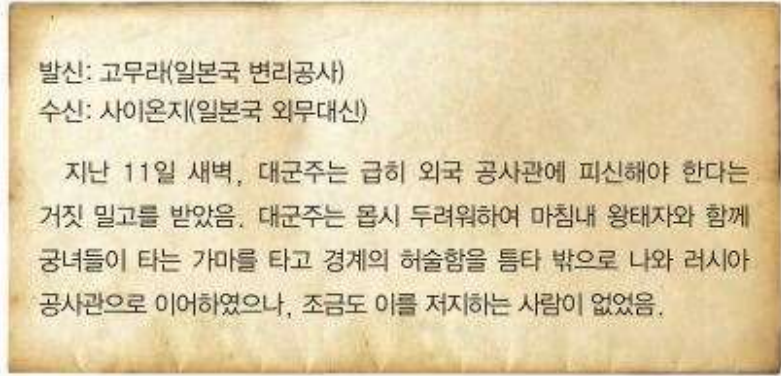 발신: 고무라(일본국 변리공사)
수신: 사이온지(일본국 외무대신)
지난 11일 새벽, 대군주는 급히 외국 공사관에 피신해야 한다는
거짓 밀고를 받았음. 대군주는 몹시 두려워하여 마침내 왕태자와 함께
궁녀들이 타는 가마를 타고 경계의 허술함을 틈타 밖으로 나와 러시아
공사관으로 이어하였으나, 조금도 이를 저지하는 사람이 없었음.